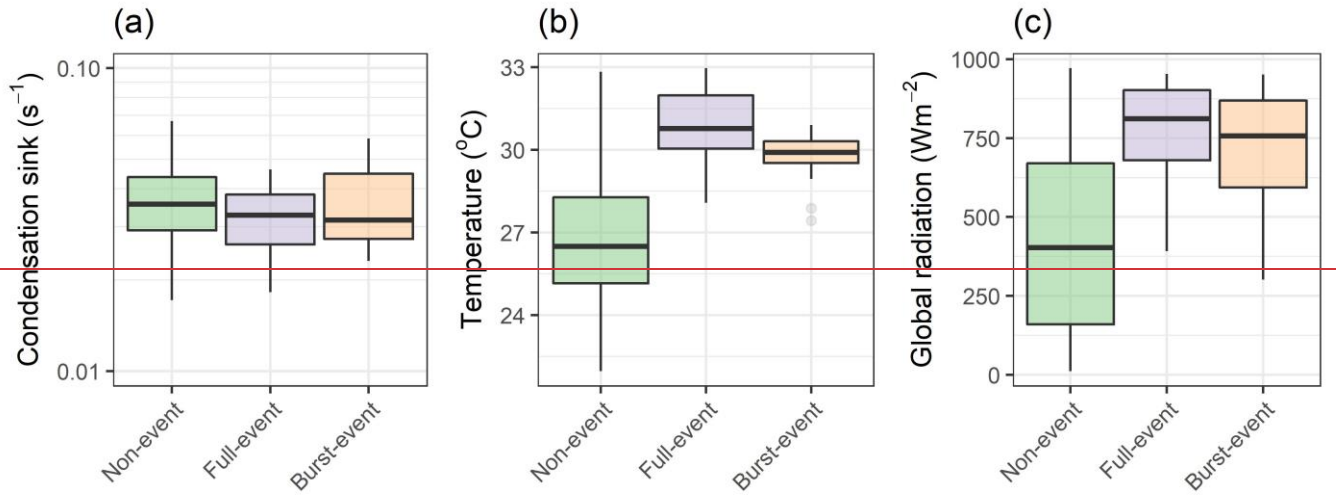 (a)
Condensation sink (s⁻¹)
0.10
0.01
Non-event
Full-event
Burst-event
(b)
Temperature (°C)
33
30
27
24
Non-event
Full-event
Burst-event
(c)
Global radiation (Wm⁻²)
1000
750
500
250
0
Non-event
Full-event
Burst-event